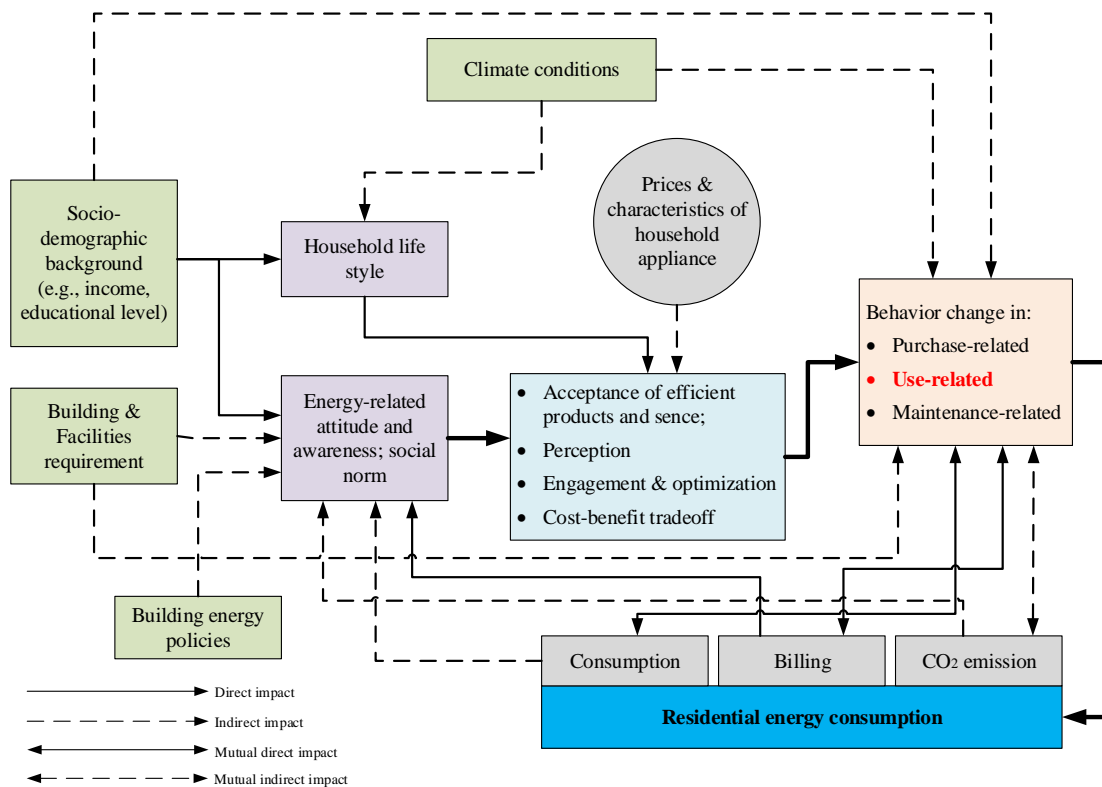 Climate conditions
Socio-
demographic
background
(e.g., income,
educational level)
Household life
style
Prices &
characteristics of
household
appliance
Behavior change in:
● Purchase-related
● Use-related
● Maintenance-related
Building &
Facilities
requirement
Energy-related
attitude and
awareness; social
norm
● Acceptance of efficient
products and sence;
● Perception
● Engagement & optimization
● Cost-benefit tradeoff
Building energy
policies
Consumption
Billing
CO2 emission
Residential energy consumption
Direct impact
Indirect impact
Mutual direct impact
Mutual indirect impact